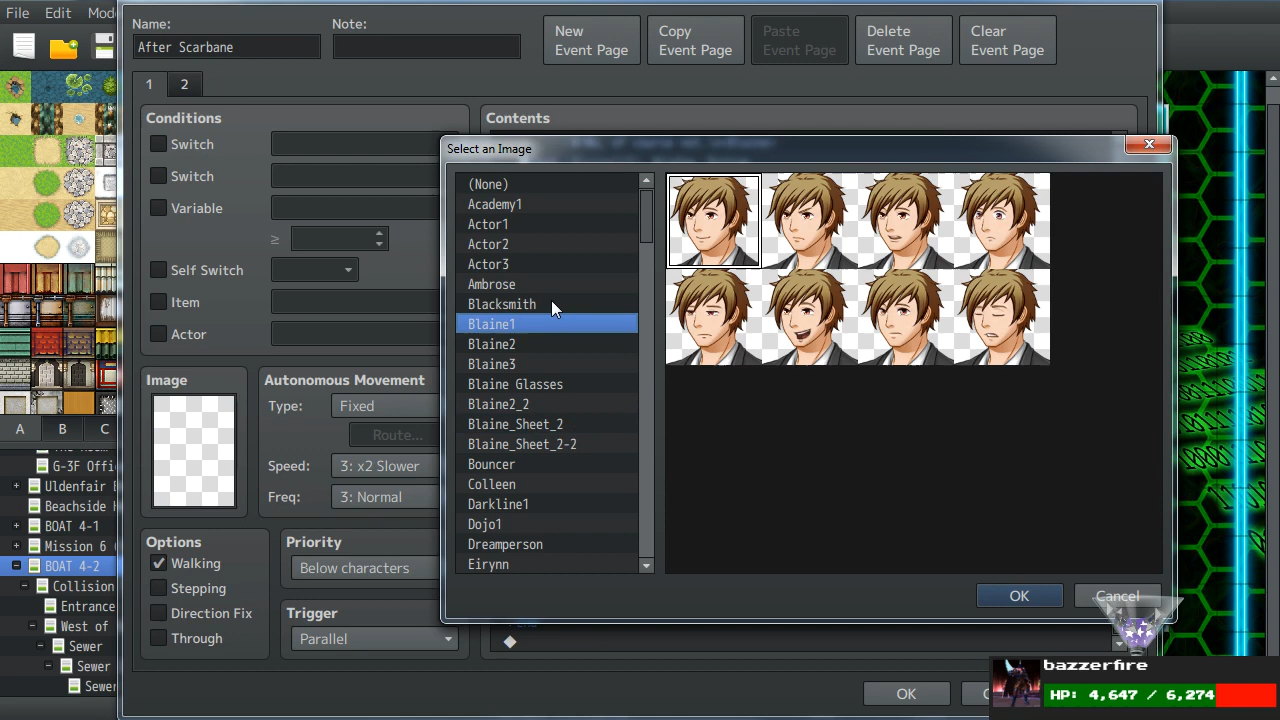 File Edit Mod
Name:
Note:
After Scarbane
New
Event Page
Copy
Event Page
Paste
Event Page
Delete
Event Page
Clear
Event Page
1 2
Conditions
Switch
Switch
Variable
≥
Self Switch
Item
Actor
Image
Autonomous Movement
Type: Fixed
Route...
Speed: 3: x2 Slower
Freq: 3: Normal
Options
Walking
Stepping
Direction Fix
Through
Priority
Below characters
Trigger
Parallel
Contents
Select an Image
(None)
Academy1
Actor1
Actor2
Actor3
Ambrose
Blacksmith
Blaine1
Blaine2
Blaine3
Blaine Glasses
Blaine2_2
Blaine_Sheet_2
Blaine_Sheet_2-2
Bouncer
Colleen
Darkline1
Dojo1
Dreamperson
Eirynn
OK
Cancel
OK
A B C
G-3F Offi
Uldenfair
Beachside
BOAT 4-1
Mission 6
BOAT 4-2
Collision
Entrance
West of
Sewer
Sewer
Sewer
bazzerfire
HP: 4,647 / 6,274